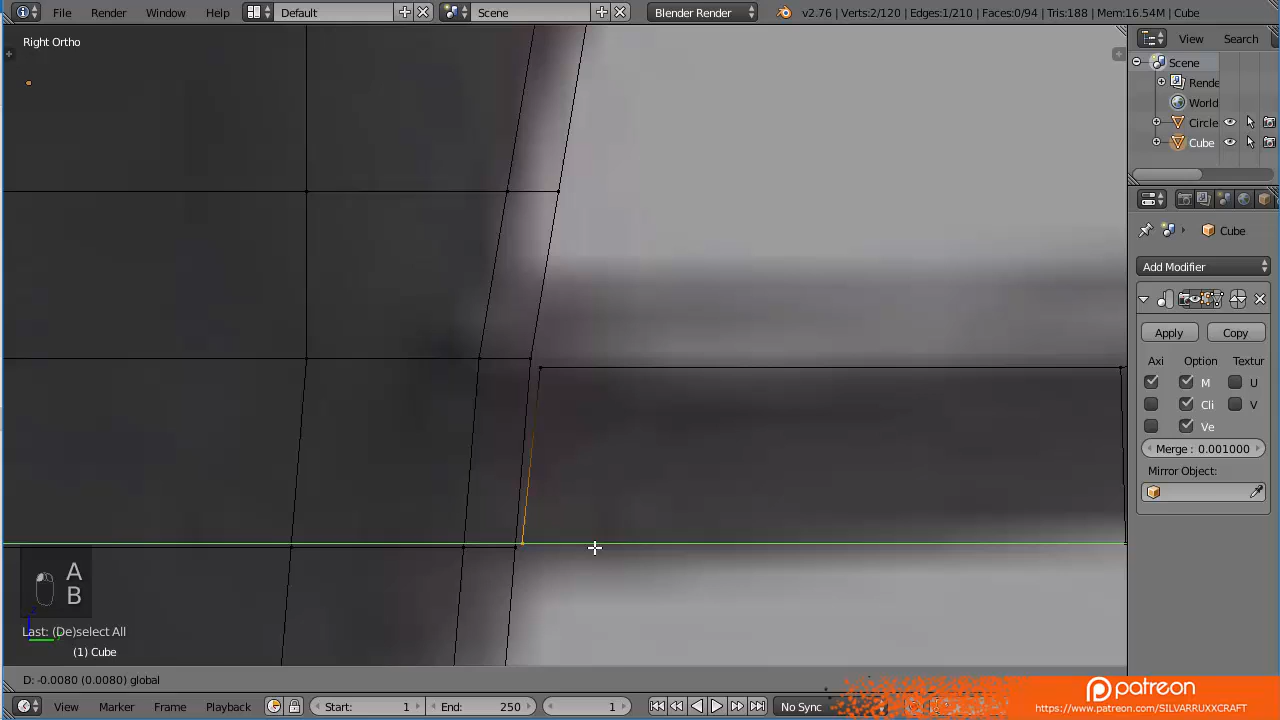 File Render Window Help Default Scene Blender Render v2.76 | Verts:2/120 | Edges:1/210 | Faces:0/94 | Tris:188 | Mem:16.54M | Cube
Right Ortho
View Search
Scene
Rende
World
Circle
Cube
Cube
Add Modifier
Apply Copy
Axi Option Textur
M U
Cli V
Ve
Merge: 0.001000
Mirror Object:
A
B
Last: (De)select All
(1) Cube
D: -0.0080 (0.0080) global
View Marker Frame Playback Start: 1 End: 250 1 No Sync
patreon
https://www.patreon.com/SILVARRUXXCRAFT